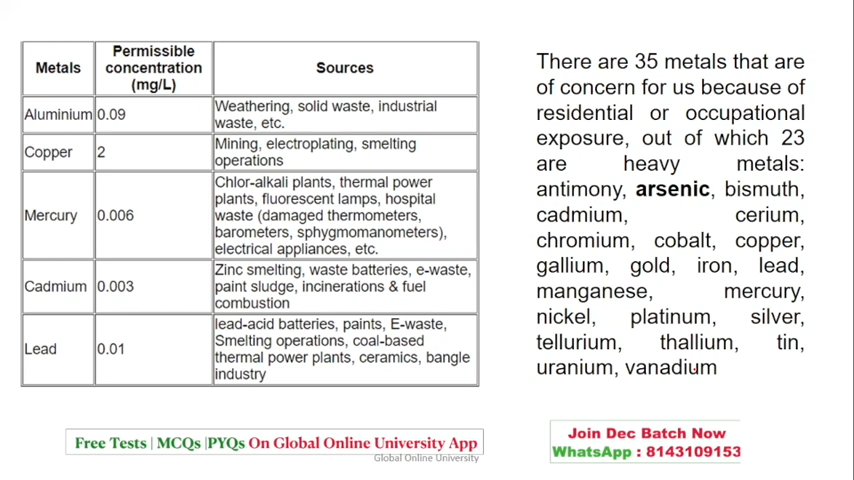 Metals
Permissible
concentration
(mg/L)
Sources
Aluminium
0.09
Weathering, solid waste, industrial
waste, etc.
Copper
2
Mining, electroplating, smelting
operations
Mercury
0.006
Chlor-alkali plants, thermal power
plants, fluorescent lamps, hospital
waste (damaged thermometers,
barometers, sphygmomanometers),
electrical appliances, etc.
Cadmium
0.003
Zinc smelting, waste batteries, e-waste,
paint sludge, incinerations & fuel
combustion
Lead
0.01
lead-acid batteries, paints, E-waste,
Smelting operations, coal-based
thermal power plants, ceramics, bangle
industry
There are 35 metals that are
of concern for us because of
residential or occupational
exposure, out of which 23
are heavy metals:
antimony, arsenic, bismuth,
cadmium, cerium,
chromium, cobalt, copper,
gallium, gold, iron, lead,
manganese, mercury,
nickel, platinum, silver,
tellurium, thallium, tin,
uranium, vanadium
Free Tests | MCQs |PYQs On Global Online University App
Global Online University
Join Dec Batch Now
WhatsApp : 8143109153